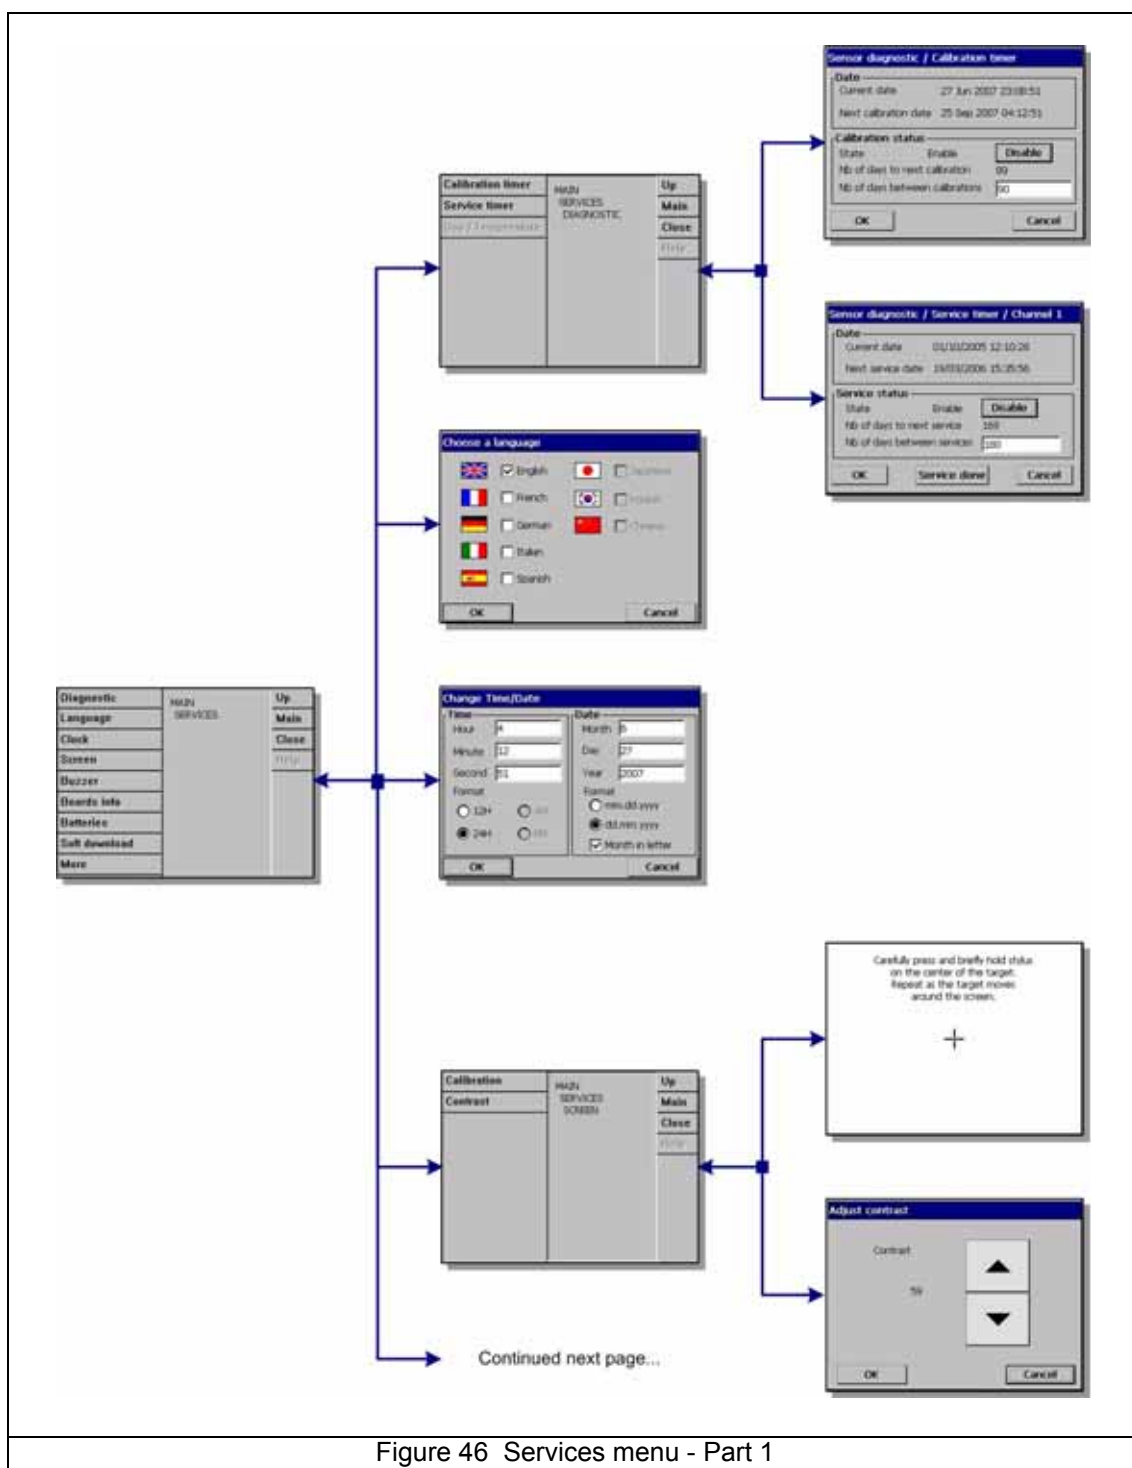 Sensor diagnostic / Calibration timer
Date
Current date 27 Jun 2007 23:08:51
Next calibration date 25 Sep 2007 04:12:51
Calibration status
State Enable Disable
Nb of days to next calibration
Nb of days between calibrations 90
OK Cancel
Calibration timer
Service timer
MAIN
SERVICES
DIAGNOSTIC
Up
Main
Close
Help
Sensor diagnostic / Service timer / Channel 1
Date
Current date 01/10/2005 12:10:28
Next service date 19/03/2006 15:35:56
Service status
State Enable Disable
Nb of days to next service 169
Nb of days between services 180
OK Service done Cancel
Choose a language
English Japanese
French Korean
German Chinese
Italian
Spanish
OK Cancel
Diagnostic
Language
Clock
Screen
Buzzer
Boards info
Batteries
Soft download
More
MAIN
SERVICES
Up
Main
Close
Help
Change Time/Date
Time Date
Hour 4 Month 6
Minute 12 Day 27
Second 51 Year 2007
Format Format
12H AM mm.dd.yyyy
24H PM dd.mm.yyyy
Month in letter
OK Cancel
Carefully press and briefly hold stylus
on the center of the target.
Repeat as the target moves
around the screen.
Calibration
Contrast
MAIN
SERVICES
SCREEN
Up
Main
Close
Help
Adjust contrast
Contrast
59
OK Cancel
Continued next page...
Figure 46 Services menu - Part 1